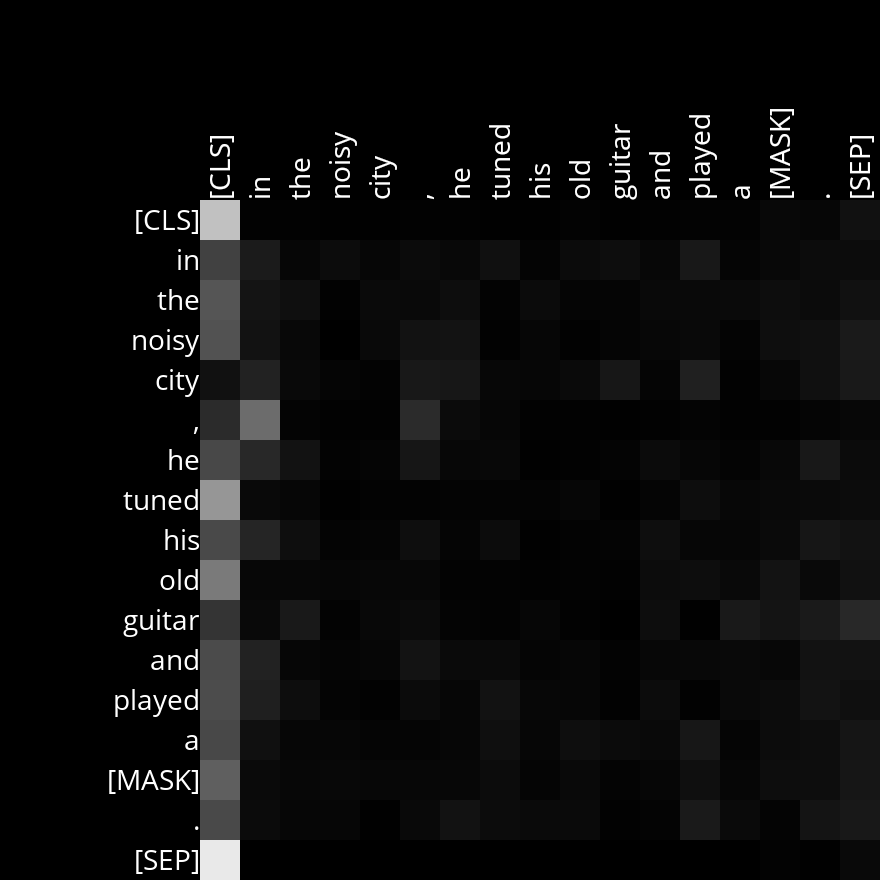 [CLS] in the noisy city , he tuned his old guitar and played a [MASK] . [SEP]
[CLS]
in
the
noisy
city
,
he
tuned
his
old
guitar
and
played
a
[MASK]
.
[SEP]